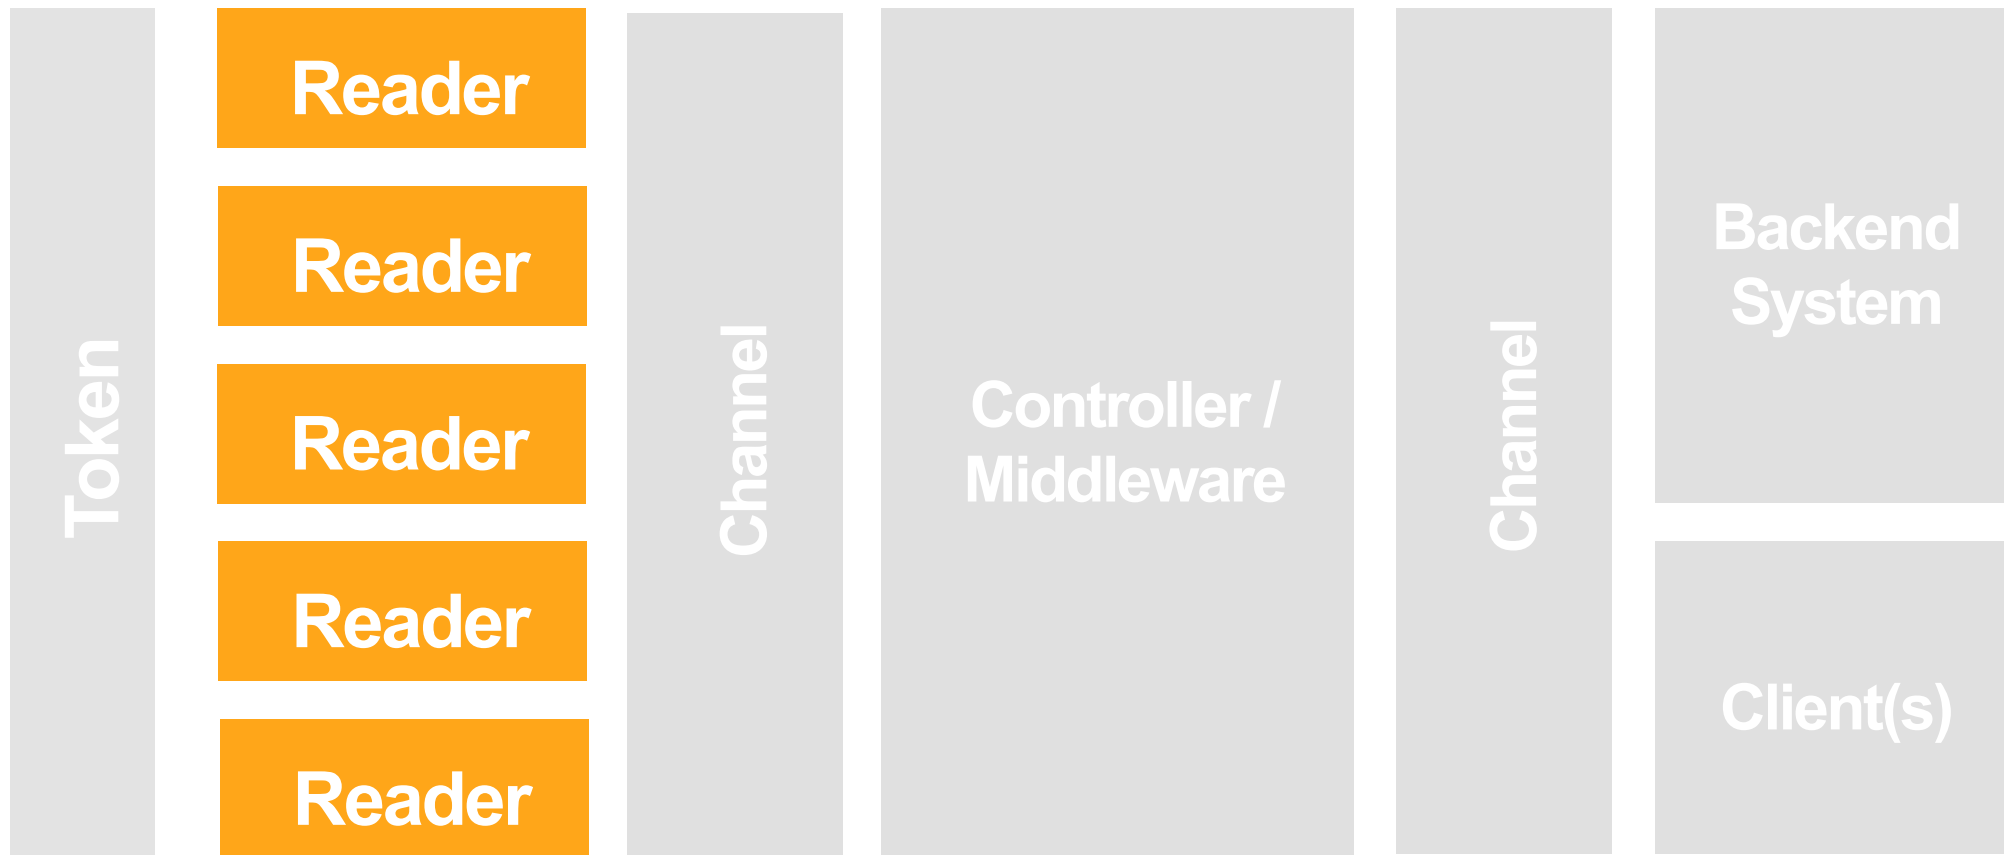 Token
Reader
Reader
Reader
Reader
Reader
Channel
Controller /
Middleware
Channel
Backend
System
Client(s)